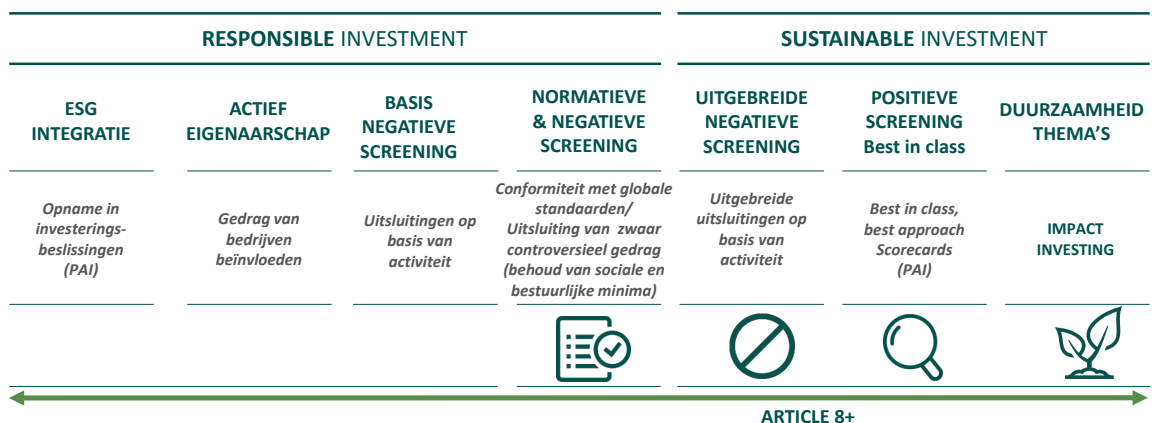 RESPONSIBLE INVESTMENT
SUSTAINABLE INVESTMENT
ESG
INTEGRATIE
ACTIEF
EIGENAARSCHAP
BASIS
NEGATIEVE
SCREENING
NORMATIEVE
& NEGATIEVE
SCREENING
UITGEBREIDE
NEGATIEVE
SCREENING
POSITIEVE
SCREENING
Best in class
DUURZAAMHEID
THEMA'S
Opname in
investerings-
beslissingen
(PAI)
Gedrag van
bedrijven
beïnvloeden
Uitsluitingen op
basis van
activiteit
Conformiteit met globale
standaarden/
Uitsluiting van zwaar
controversieel gedrag
(behoud van sociale en
bestuurlijke minima)
Uitgebreide
uitsluitingen op
basis van
activiteit
Best in class,
best approach
Scorecards
(PAI)
IMPACT
INVESTING
ARTICLE 8+